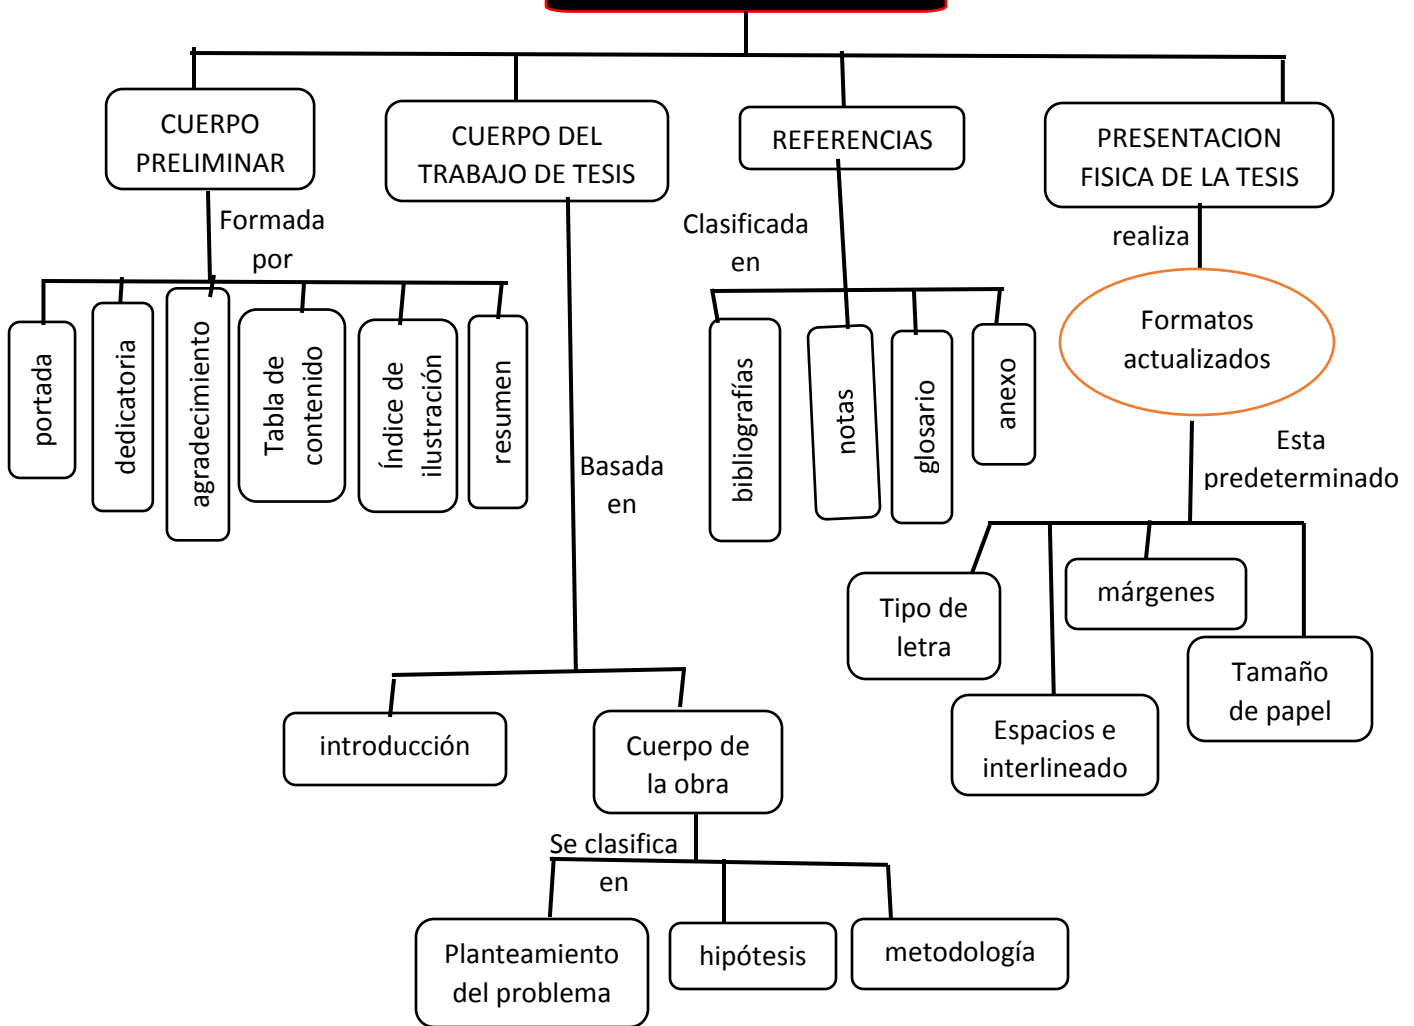 CUERPO
PRELIMINAR
CUERPO DEL
TRABAJO DE TESIS
REFERENCIAS
PRESENTACION
FISICA DE LA TESIS
Formada
por
Clasificada
en
realiza
portada
dedicatoria
agradecimiento
Tabla de
contenido
Índice de
ilustración
resumen
Basada
en
bibliografías
notas
glosario
anexo
Formatos
actualizados
Esta
predeterminado
Tipo de
letra
Espacios e
interlineado
márgenes
Tamaño
de papel
introducción
Cuerpo de
la obra
Se clasifica
en
Planteamiento
del problema
hipótesis
metodología